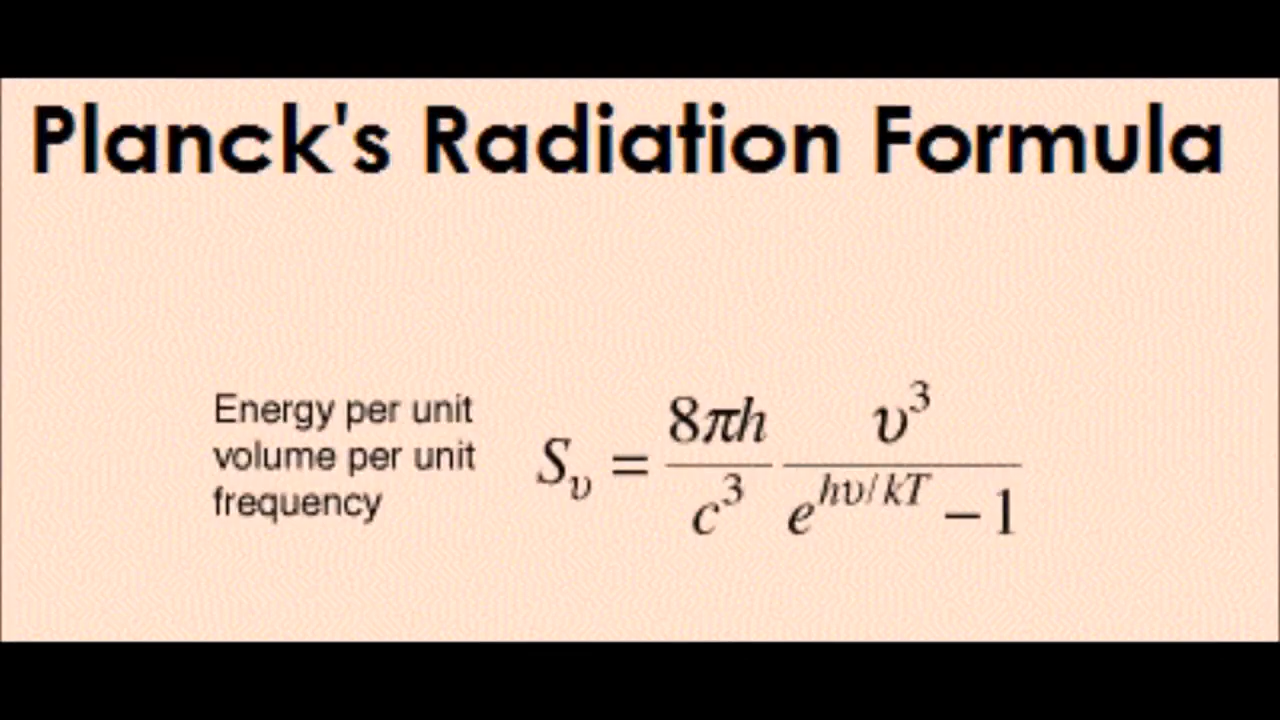 Planck's Radiation Formula
Energy per unit
volume per unit
frequency
S_υ = 8πh/c³ υ³/(e^(hυ/kT) − 1)